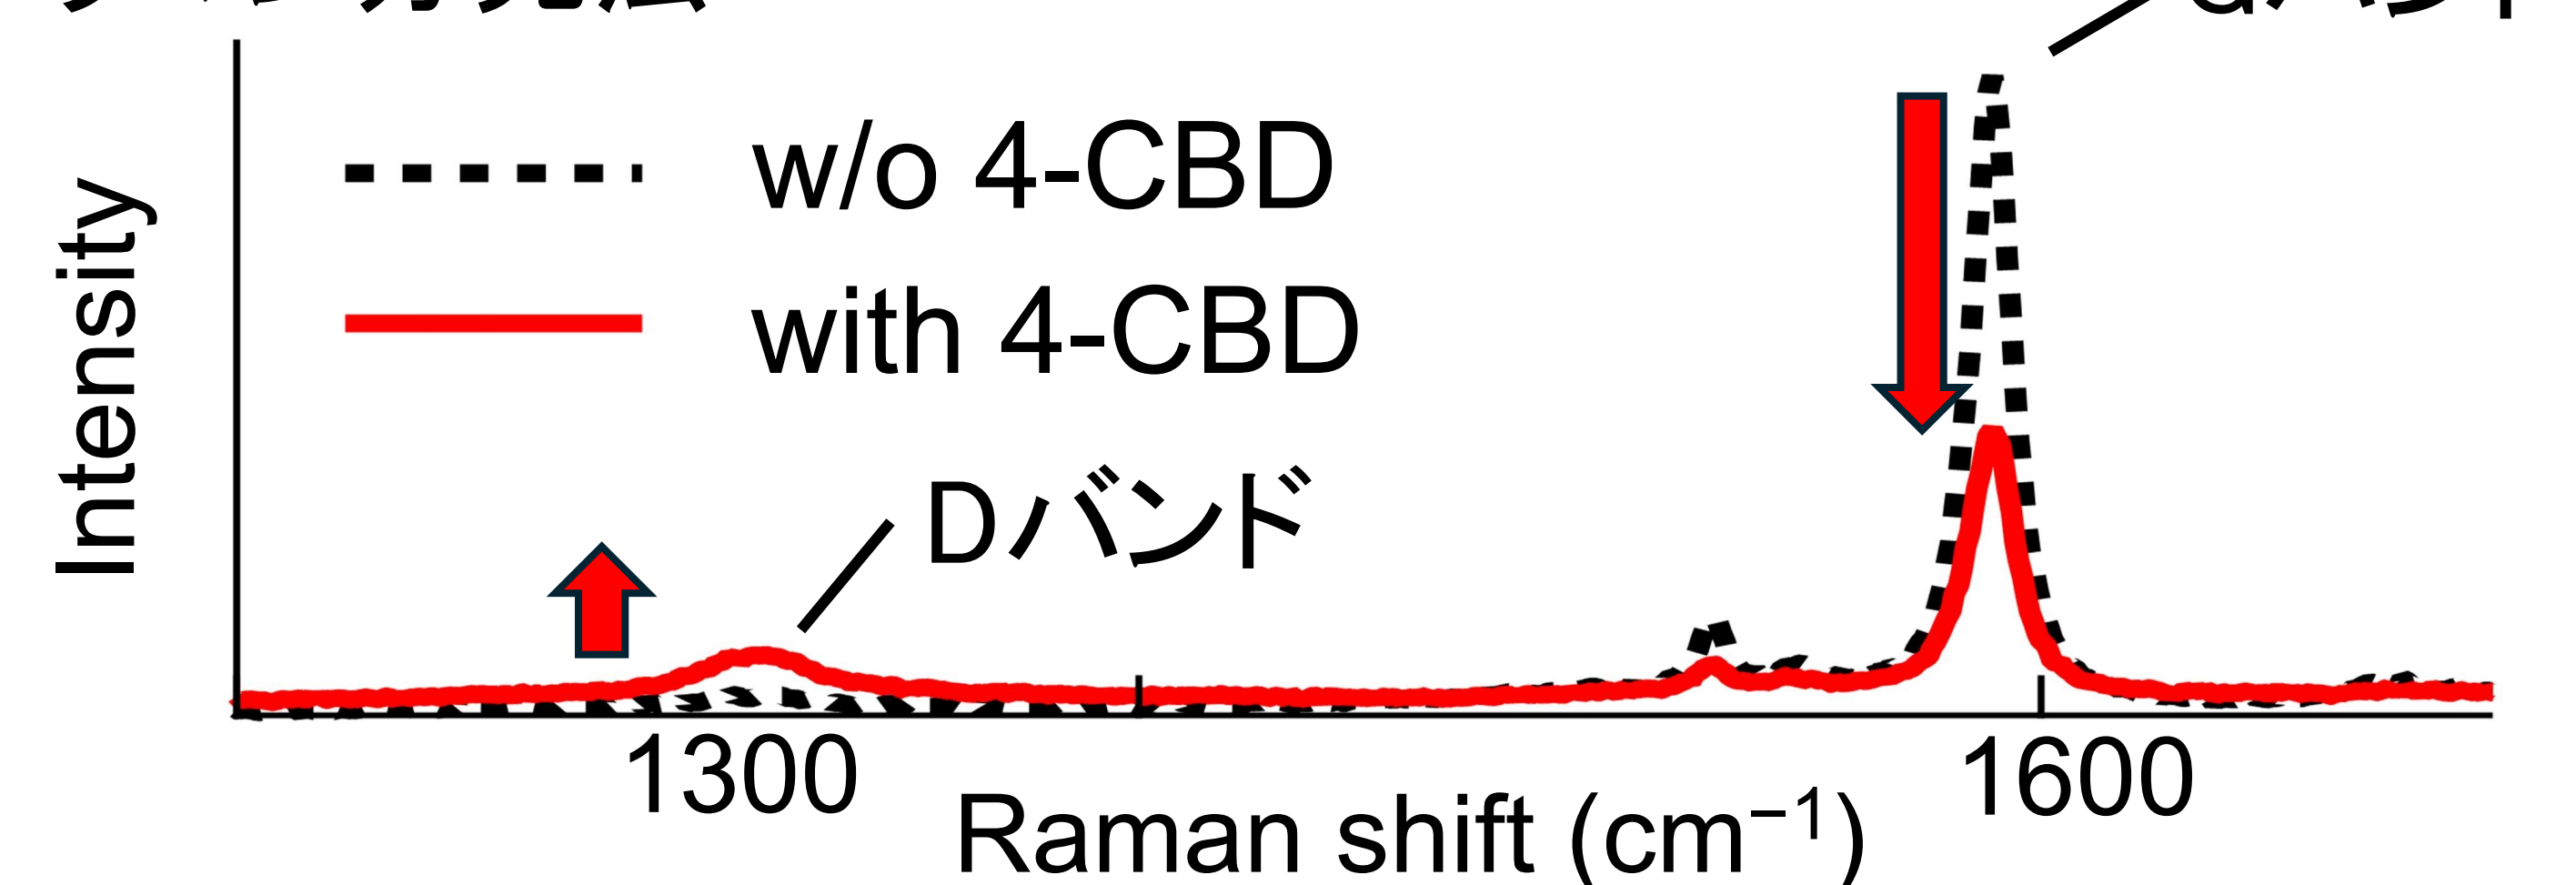 Intensity
w/o 4-CBD
with 4-CBD
Dバンド
1300
1600
Raman shift (cm⁻¹)